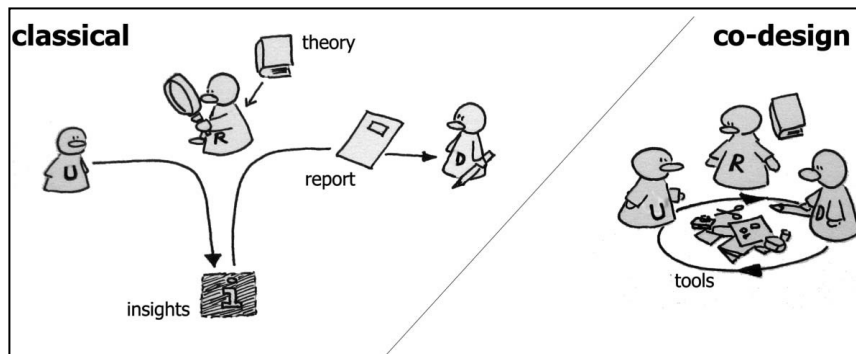 classical
theory
R
U
D
report
i
insights
co-design
R
U
D
i
tools